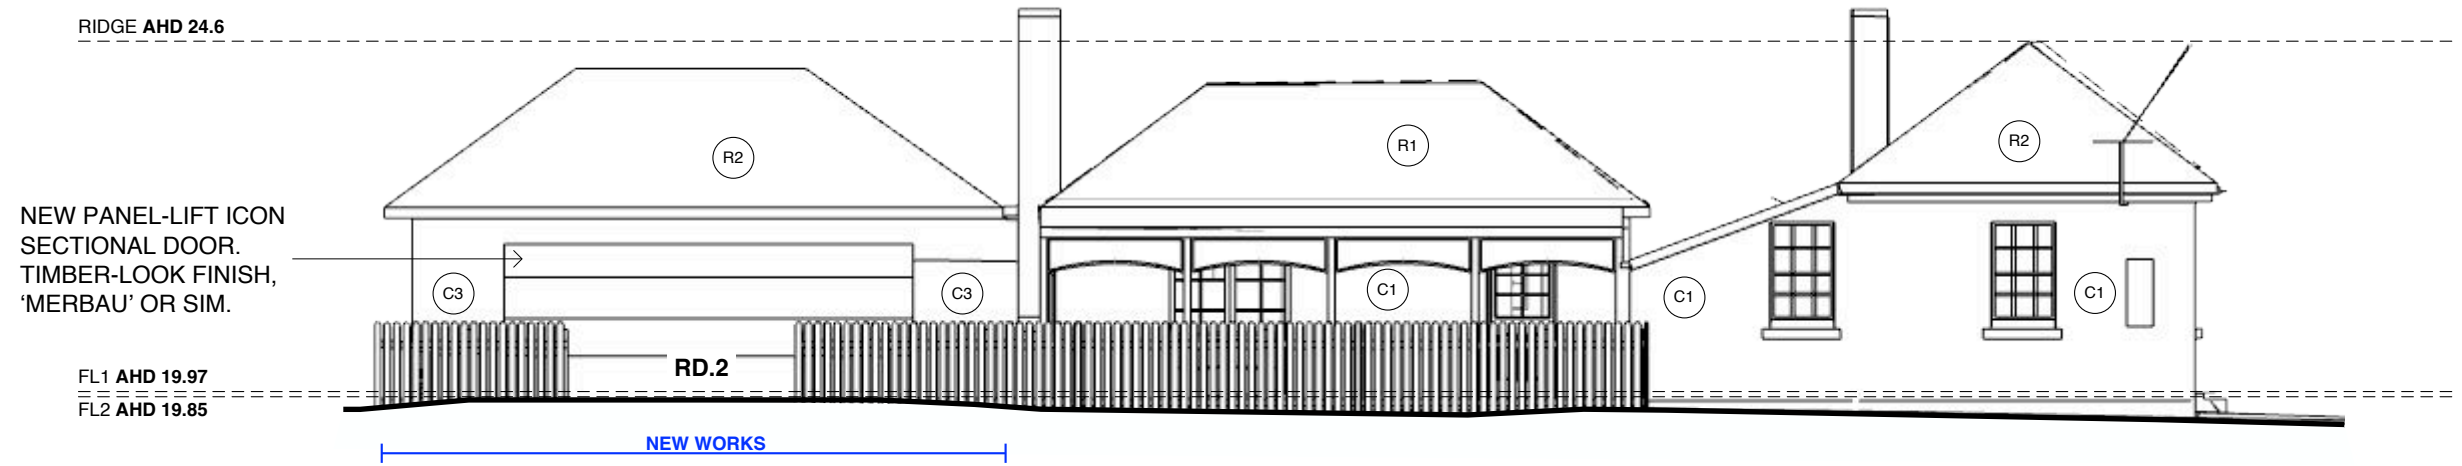 RIDGE AHD 24.6
R2
R1
R2
NEW PANEL-LIFT ICON
SECTIONAL DOOR.
TIMBER-LOOK FINISH,
‘MERBAU’ OR SIM.
C3
C3
C1
C1
C1
RD.2
FL1 AHD 19.97
FL2 AHD 19.85
NEW WORKS